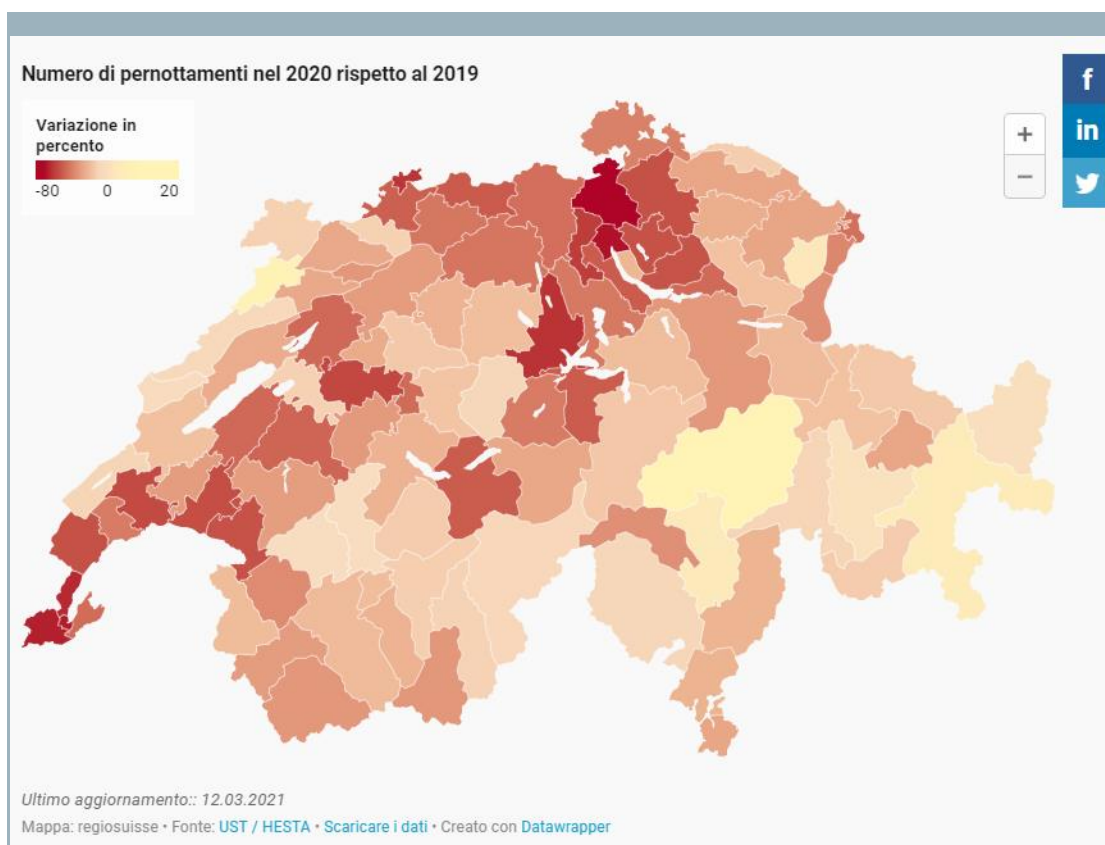 Numero di pernottamenti nel 2020 rispetto al 2019
Variazione in
percento
-80 0 20
+
−
f
in
Ultimo aggiornamento:: 12.03.2021
Mappa: regiosuisse • Fonte: UST / HESTA • Scaricare i dati • Creato con Datawrapper